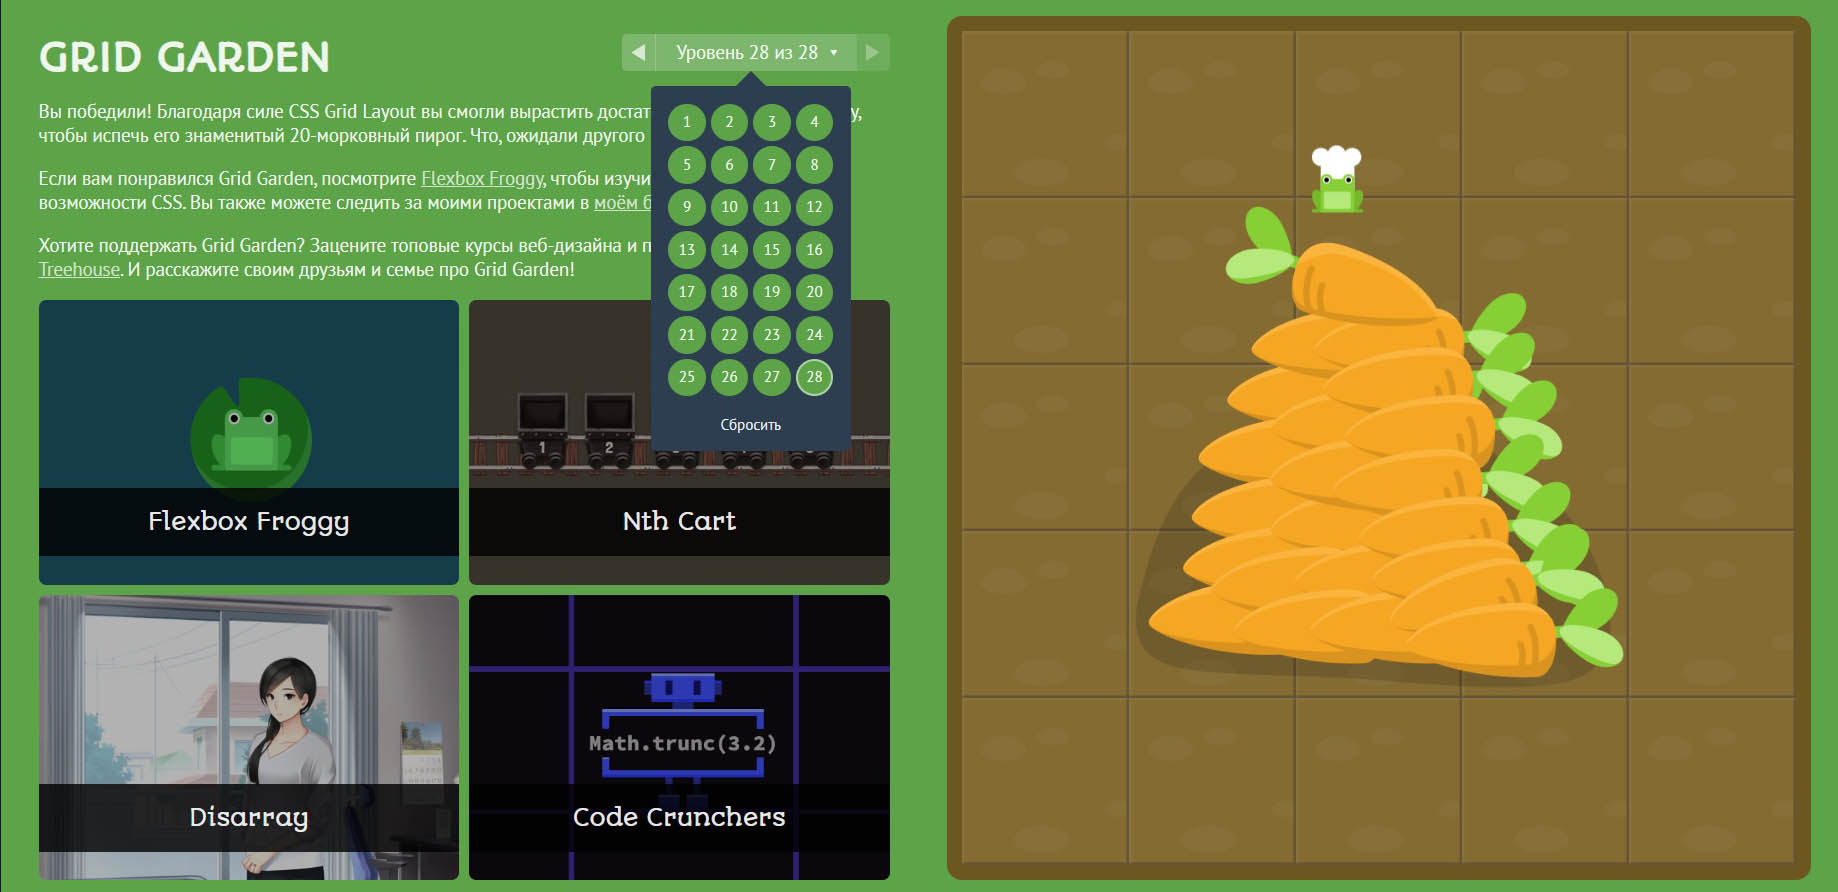 GRID GARDEN
Уровень 28 из 28
Вы победили! Благодаря силе CSS Grid Layout вы смогли вырастить достат
у,
чтобы испечь его знаменитый 20-морковный пирог. Что, ожидали другого
Если вам понравился Grid Garden, посмотрите Flexbox Froggy, чтобы изучи
возможности CSS. Вы также можете следить за моими проектами в моём б
Хотите поддержать Grid Garden? Зацените топовые курсы веб-дизайна и п
Treehouse. И расскажите своим друзьям и семье про Grid Garden!
1 2 3 4
5 6 7 8
9 10 11 12
13 14 15 16
17 18 19 20
21 22 23 24
25 26 27 28
Сбросить
1 2
Flexbox Froggy
Nth Cart
Math.trunc(3.2)
Disarray
Code Crunchers